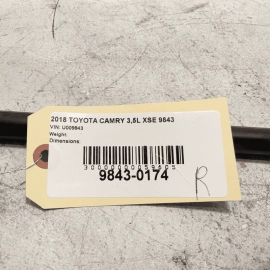 2018 TOYOTA CAMRY 3,5L XSE 9843
VIN: U009843
Weight:
Dimensions:
9843-0174
R